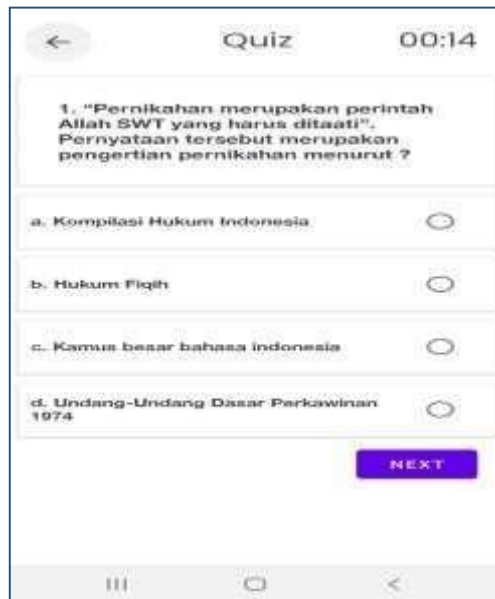 Quiz
00:14
1. "Pernikahan merupakan perintah
Allah SWT yang harus ditaati".
Pernyataan tersebut merupakan
pengertian pernikahan menurut ?
a. Kompilasi Hukum Indonesia
b. Hukum Fiqih
c. Kamus besar bahasa indonesia
d. Undang-Undang Dasar Perkawinan
1974
NEXT